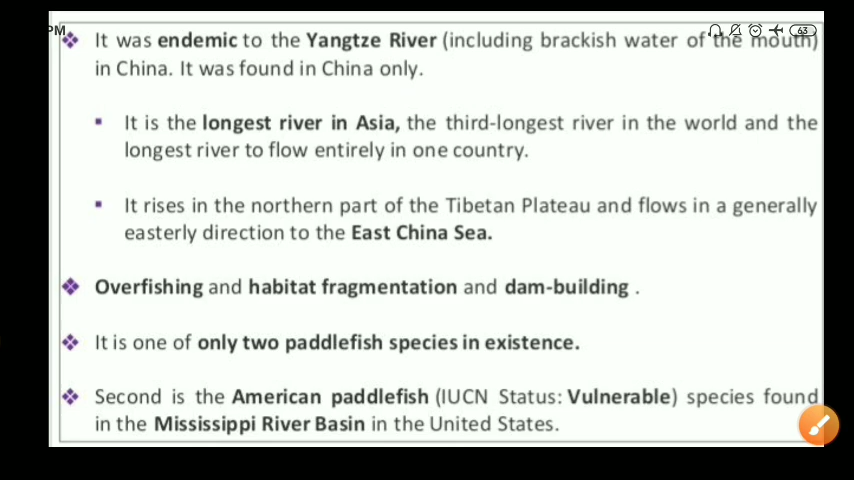 PM
63
It was endemic to the Yangtze River (including brackish water of the mouth)
in China. It was found in China only.
It is the longest river in Asia, the third-longest river in the world and the
longest river to flow entirely in one country.
It rises in the northern part of the Tibetan Plateau and flows in a generally
easterly direction to the East China Sea.
Overfishing and habitat fragmentation and dam-building .
It is one of only two paddlefish species in existence.
Second is the American paddlefish (IUCN Status: Vulnerable) species found
in the Mississippi River Basin in the United States.